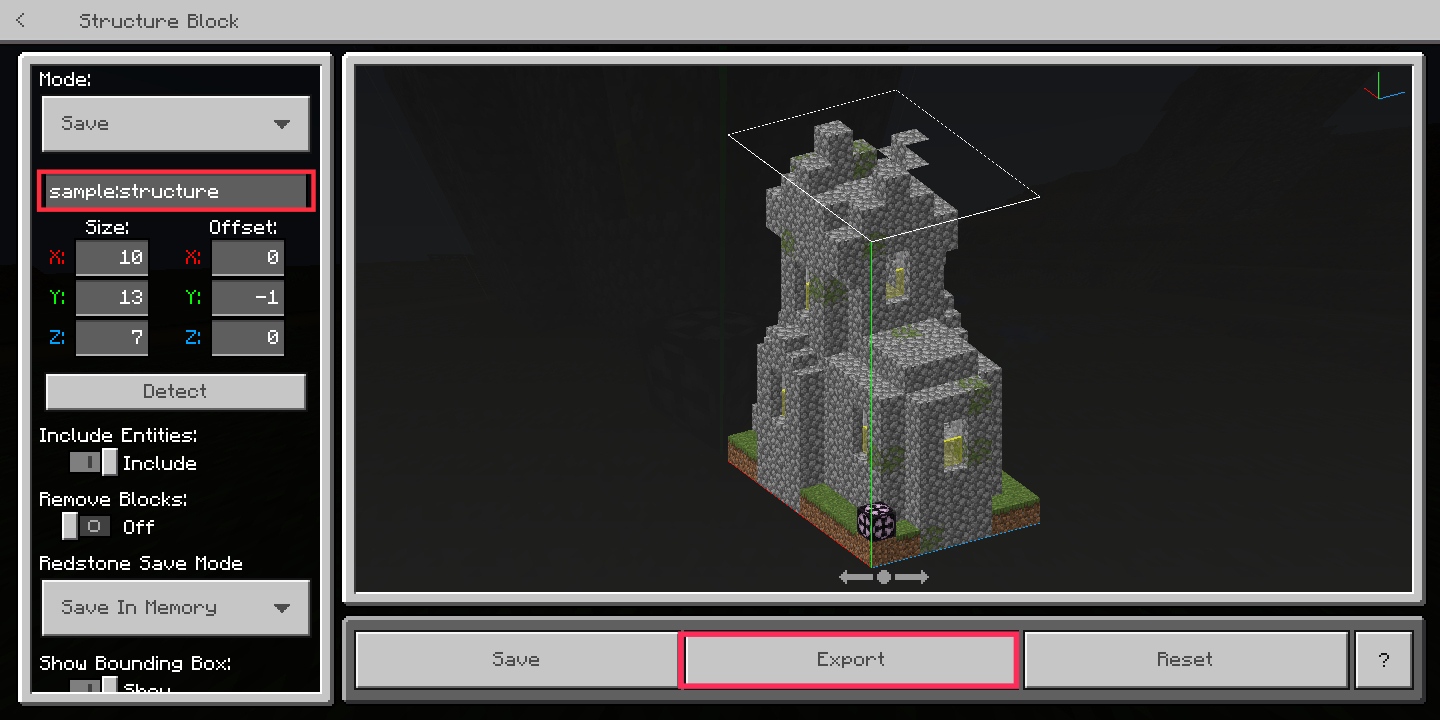 Structure Block
Mode:
Save
sample:structure
Size: Offset:
X: 10 X: 0
Y: 13 Y: -1
Z: 7 Z: 0
Detect
Include Entities:
Include
Remove Blocks:
Off
Redstone Save Mode
Save In Memory
Show Bounding Box:
Show
Save Export Reset ?